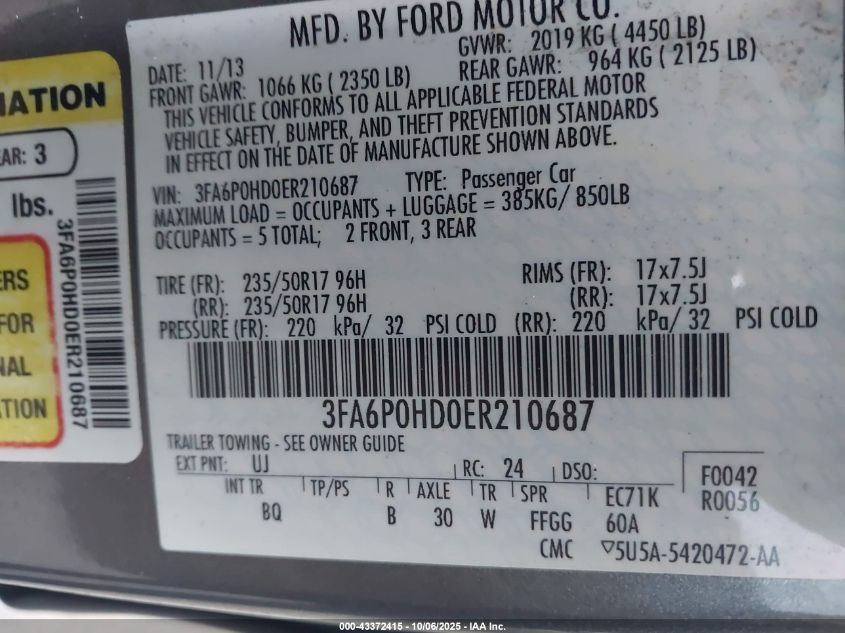 MFD. BY FORD MOTOR CO.
DATE: 11/13
GVWR: 2019 KG ( 4450 LB)
FRONT GAWR: 1066 KG ( 2350 LB)
REAR GAWR: 964 KG ( 2125 LB)
THIS VEHICLE CONFORMS TO ALL APPLICABLE FEDERAL MOTOR
VEHICLE SAFETY, BUMPER, AND THEFT PREVENTION STANDARDS
IN EFFECT ON THE DATE OF MANUFACTURE SHOWN ABOVE.
VIN: 3FA6P0HD0ER210687 TYPE: Passenger Car
MAXIMUM LOAD = OCCUPANTS + LUGGAGE = 385KG/ 850LB
OCCUPANTS = 5 TOTAL; 2 FRONT, 3 REAR
TIRE (FR): 235/50R17 96H RIMS (FR): 17x7.5J
(RR): 235/50R17 96H (RR): 17x7.5J
PRESSURE (FR): 220 kPa/ 32 PSI COLD (RR): 220 kPa/ 32 PSI COLD
3FA6P0HD0ER210687
TRAILER TOWING - SEE OWNER GUIDE
EXT PNT: UJ RC: 24 DSO:
F0042
R0056
INT TR TP/PS R AXLE TR SPR EC71K
BQ B 30 W FFGG 60A
CMC ▽5U5A-5420472-AA
MATION
AR: 3
lbs.
3FA6P0HD0ER210687
ERS
FOR
NAL
TION
000-43372415 - 10/06/2025 - IAA Inc.